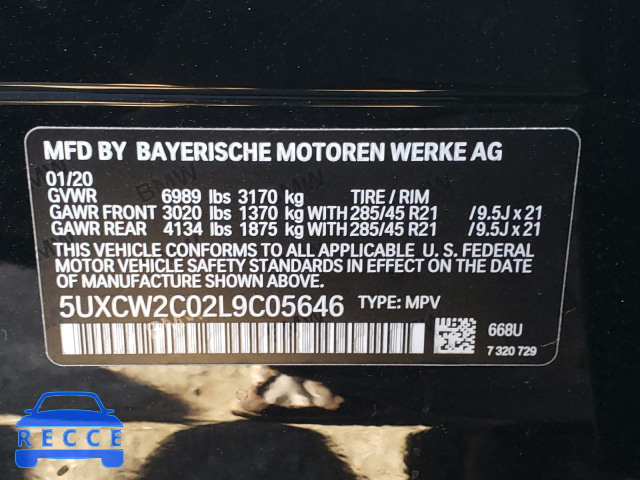 MFD BY BAYERISCHE MOTOREN WERKE AG
01/20
GVWR 6989 lbs 3170 kg TIRE / RIM
GAWR FRONT 3020 lbs 1370 kg WITH 285/45 R21 / 9.5J x 21
GAWR REAR 4134 lbs 1875 kg WITH 285/45 R21 / 9.5J x 21
THIS VEHICLE CONFORMS TO ALL APPLICABLE U. S. FEDERAL
MOTOR VEHICLE SAFETY STANDARDS IN EFFECT ON THE DATE
OF MANUFACTURE SHOWN ABOVE.
5UXCW2C02L9C05646 TYPE: MPV
668U
7 320 729
RECCE